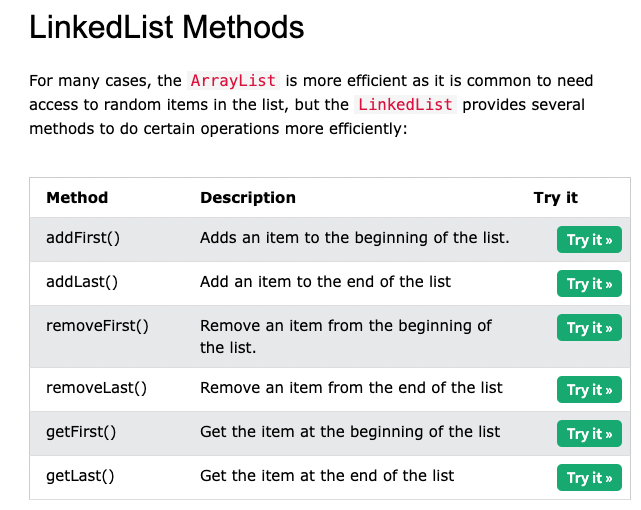 LinkedList Methods
For many cases, the ArrayList is more efficient as it is common to need
access to random items in the list, but the LinkedList provides several
methods to do certain operations more efficiently:
Method Description Try it
addFirst() Adds an item to the beginning of the list. Try it »
addLast() Add an item to the end of the list Try it »
removeFirst() Remove an item from the beginning of Try it »
the list.
removeLast() Remove an item from the end of the list Try it »
getFirst() Get the item at the beginning of the list Try it »
getLast() Get the item at the end of the list Try it »